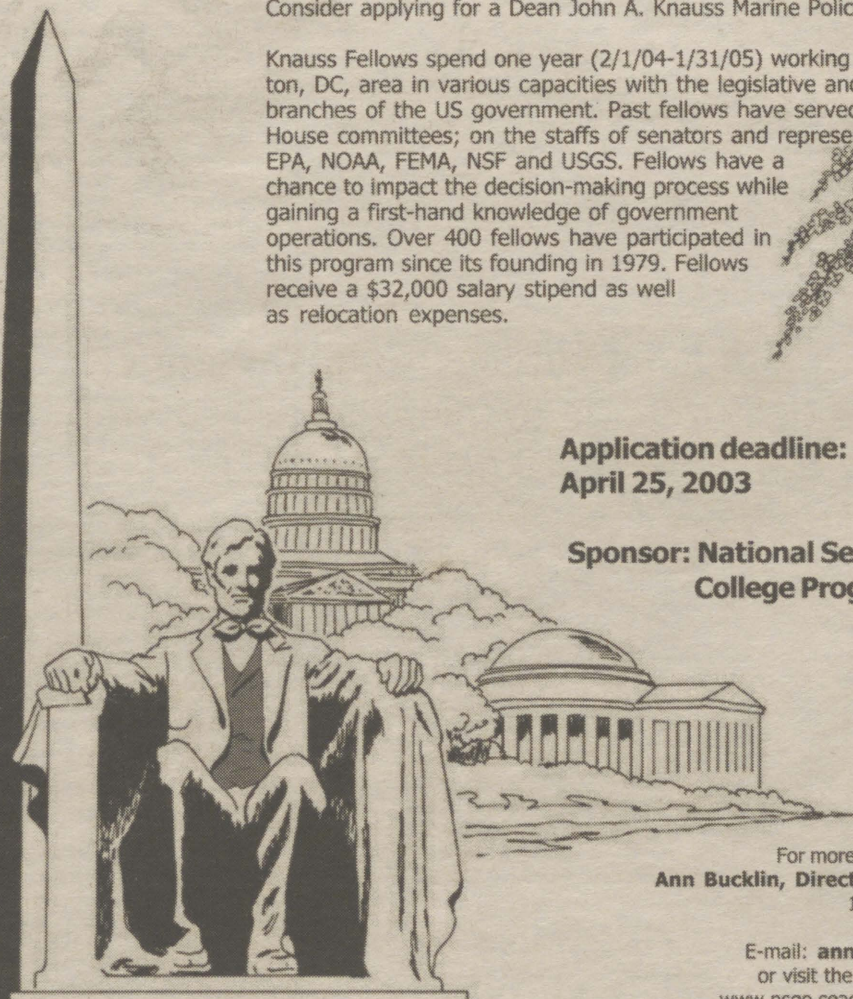 Consider applying for a Dean John A. Knauss Marine Polic
Knauss Fellows spend one year (2/1/04-1/31/05) working
ton, DC, area in various capacities with the legislative and
branches of the US government. Past fellows have served
House committees; on the staffs of senators and represe
EPA, NOAA, FEMA, NSF and USGS. Fellows have a
chance to impact the decision-making process while
gaining a first-hand knowledge of government
operations. Over 400 fellows have participated in
this program since its founding in 1979. Fellows
receive a $32,000 salary stipend as well
as relocation expenses.
Application deadline:
April 25, 2003
Sponsor: National Se
College Prog
For more
Ann Bucklin, Direct
1
E-mail: ann
or visit the